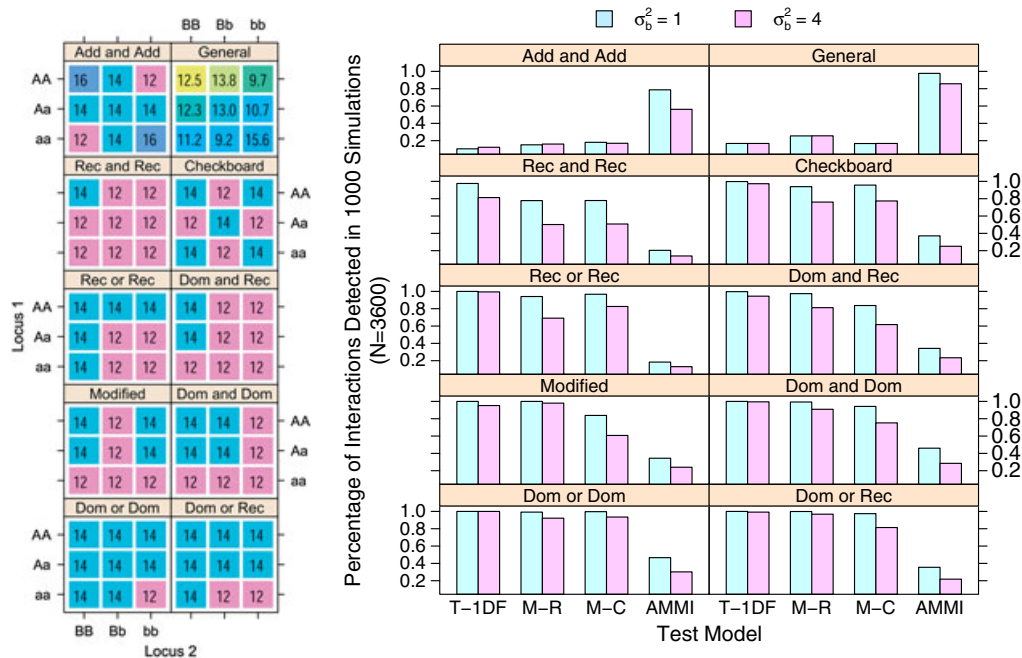 BB Bb bb
Add and Add General
AA 16 14 12 12.5 13.8 9.7
Aa 14 14 14 12.3 13.0 10.7
aa 12 14 16 11.2 9.2 15.6
Rec and Rec Checkboard
14 12 12 14 12 14 AA
12 12 12 12 14 12 Aa
12 12 12 14 12 14 aa
Rec or Rec Dom and Rec
AA 14 14 14 14 12 12
Aa 14 12 12 14 12 12
aa 14 12 12 12 12 12
Modified Dom and Dom
14 12 14 14 14 12 AA
14 12 14 14 14 12 Aa
12 12 12 12 12 12 aa
Dom or Dom Dom or Rec
AA 14 14 14 14 14 14
Aa 14 14 14 14 14 14
aa 14 14 12 14 12 12
BB Bb bb
Locus 2
Locus 1
σ_b^2 = 1 σ_b^2 = 4
Percentage of Interactions Detected in 1000 Simulations
(N=3600)
Add and Add General
1.0
0.8
0.6
0.4
0.2
Rec and Rec Checkboard
1.0
0.8
0.6
0.4
0.2
Rec or Rec Dom and Rec
1.0
0.8
0.6
0.4
0.2
Modified Dom and Dom
1.0
0.8
0.6
0.4
0.2
Dom or Dom Dom or Rec
1.0
0.8
0.6
0.4
0.2
T−1DF M−R M−C AMMI T−1DF M−R M−C AMMI
Test Model